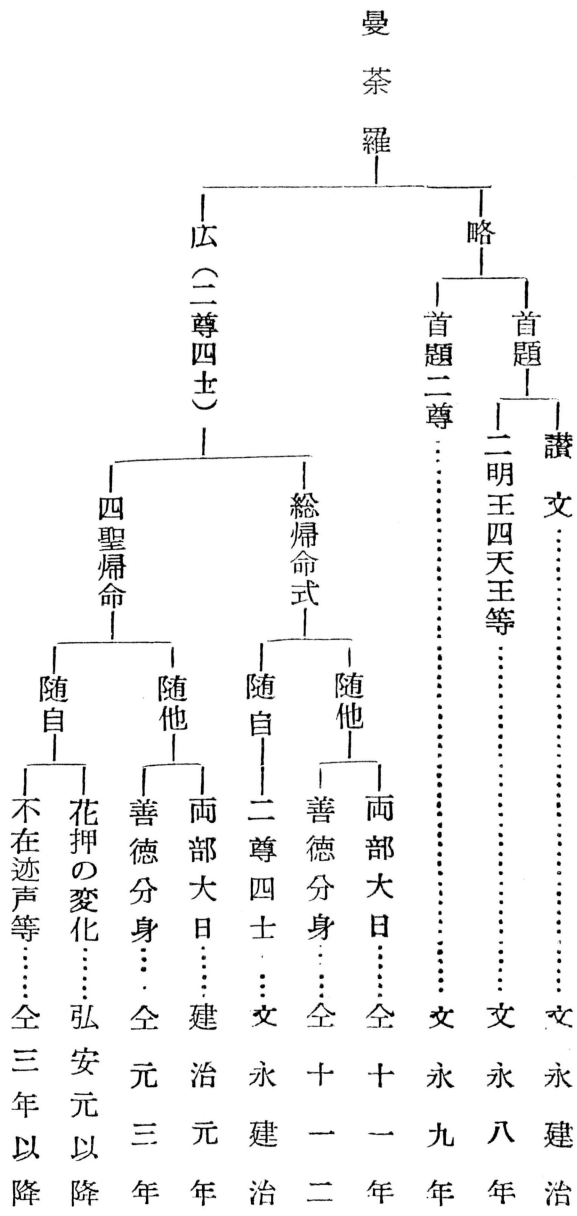 曼荼羅
略
首題
讃文……文永建治
二明王四天王等……文永八年
首題二尊……文永九年
広（二尊四士）
総帰命式
随他
両部大日……仝十一年
善徳分身……仝十一二
随自
二尊四士…文永建治
四聖帰命
随他
両部大日……建治元年
善徳分身…仝元三年
随自
花押の変化……弘安元以降
不在迹声等……仝三年以降